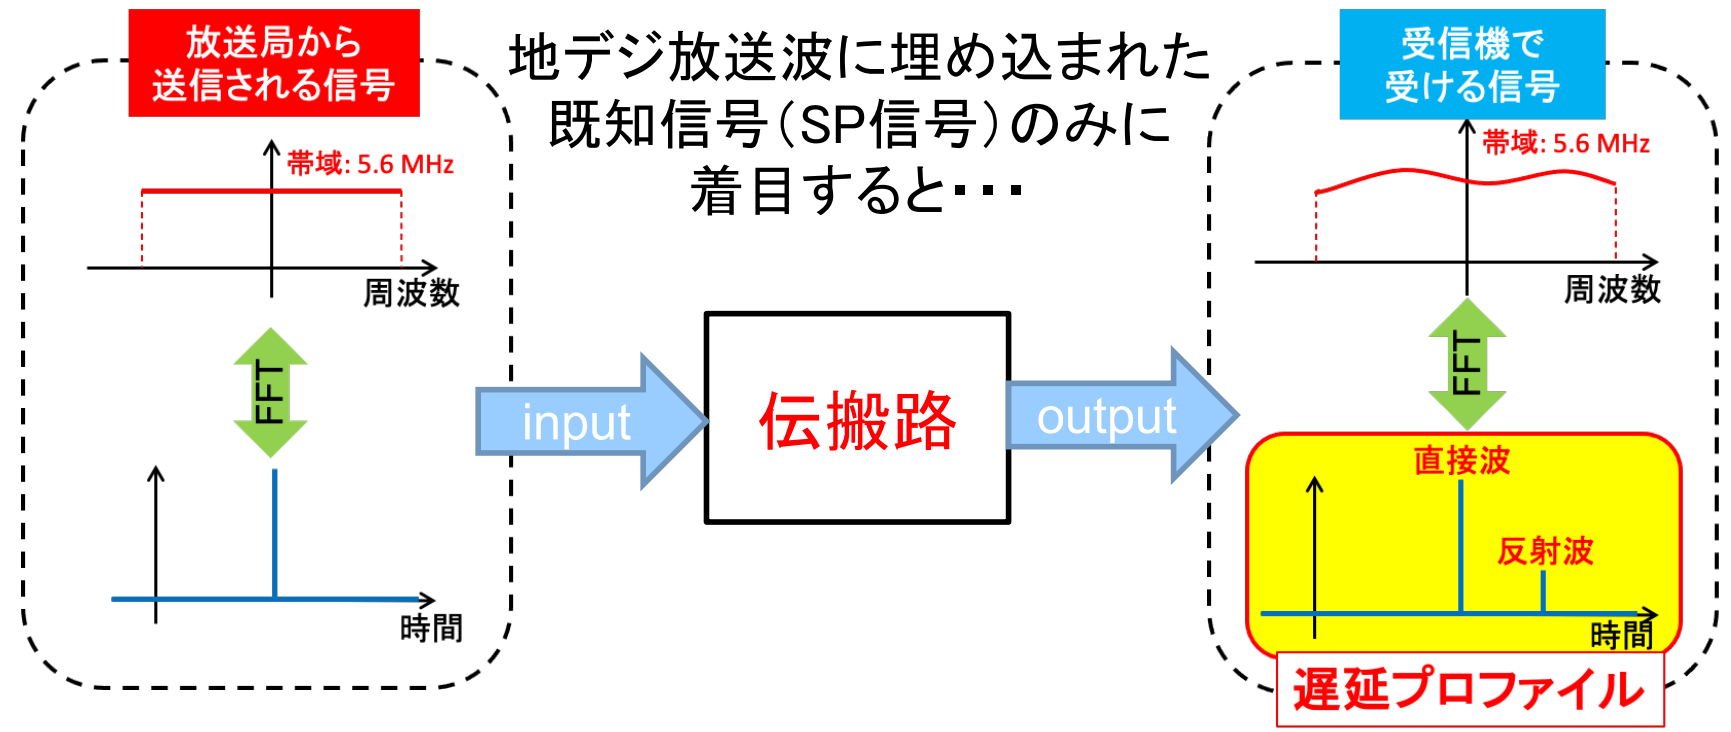 放送局から
送信される信号
地デジ放送波に埋め込まれた
既知信号(SP信号)のみに
着目すると・・・
受信機で
受ける信号
帯域: 5.6 MHz
周波数
FFT
時間
input
伝搬路
output
帯域: 5.6 MHz
周波数
FFT
直接波
反射波
時間
遅延プロファイル